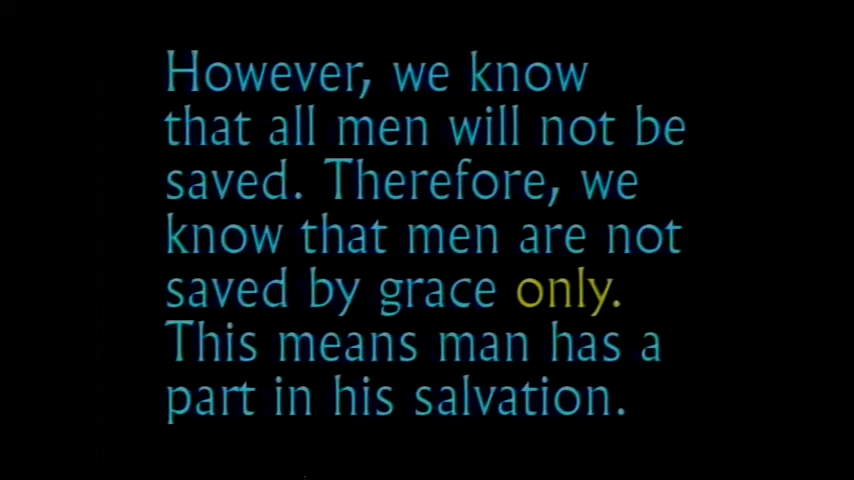 However, we know
that all men will not be
saved. Therefore, we
know that men are not
saved by grace only.
This means man has a
part in his salvation.